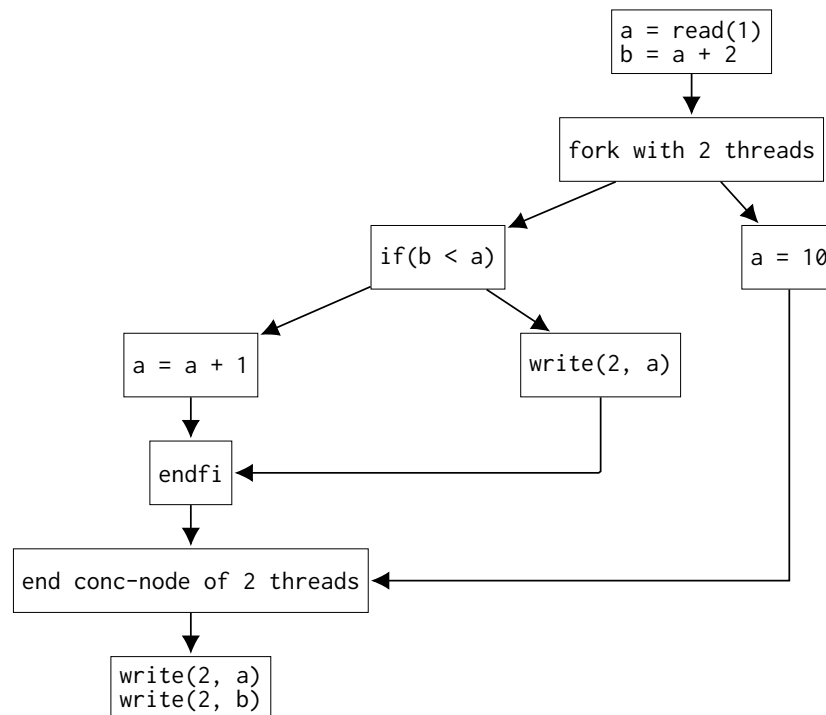 a = read(1)
b = a + 2
fork with 2 threads
if(b < a)
a = 10
a = a + 1
write(2, a)
endfi
end conc-node of 2 threads
write(2, a)
write(2, b)